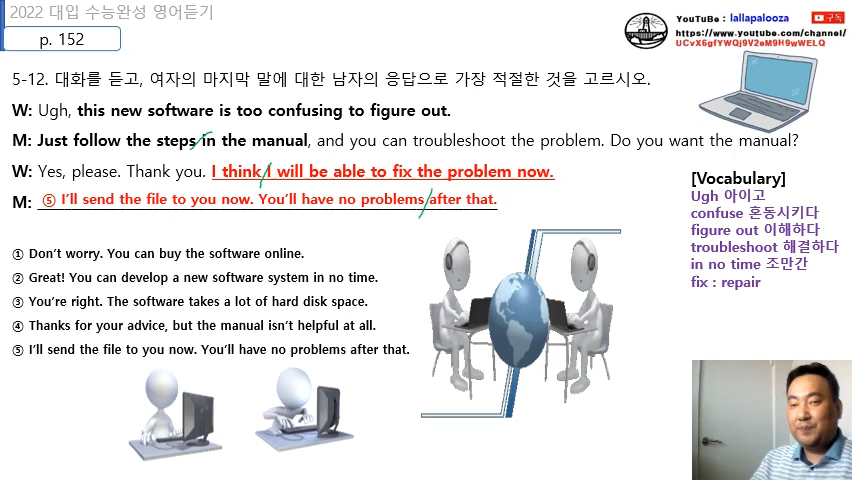 2022 대입 수능완성 영어듣기
p. 152
YouTuBe : lallapalooza
구독
https://www.youtube.com/channel/
UCvX6gfYWQj9V2eM9H9wWELQ
5-12. 대화를 듣고, 여자의 마지막 말에 대한 남자의 응답으로 가장 적절한 것을 고르시오.
W: Ugh, this new software is too confusing to figure out.
M: Just follow the steps in the manual, and you can troubleshoot the problem. Do you want the manual?
W: Yes, please. Thank you. I think I will be able to fix the problem now.
M: ⑤ I'll send the file to you now. You'll have no problems after that.
① Don't worry. You can buy the software online.
② Great! You can develop a new software system in no time.
③ You're right. The software takes a lot of hard disk space.
④ Thanks for your advice, but the manual isn't helpful at all.
⑤ I'll send the file to you now. You'll have no problems after that.
[Vocabulary]
Ugh 아이고
confuse 혼동시키다
figure out 이해하다
troubleshoot 해결하다
in no time 조만간
fix : repair